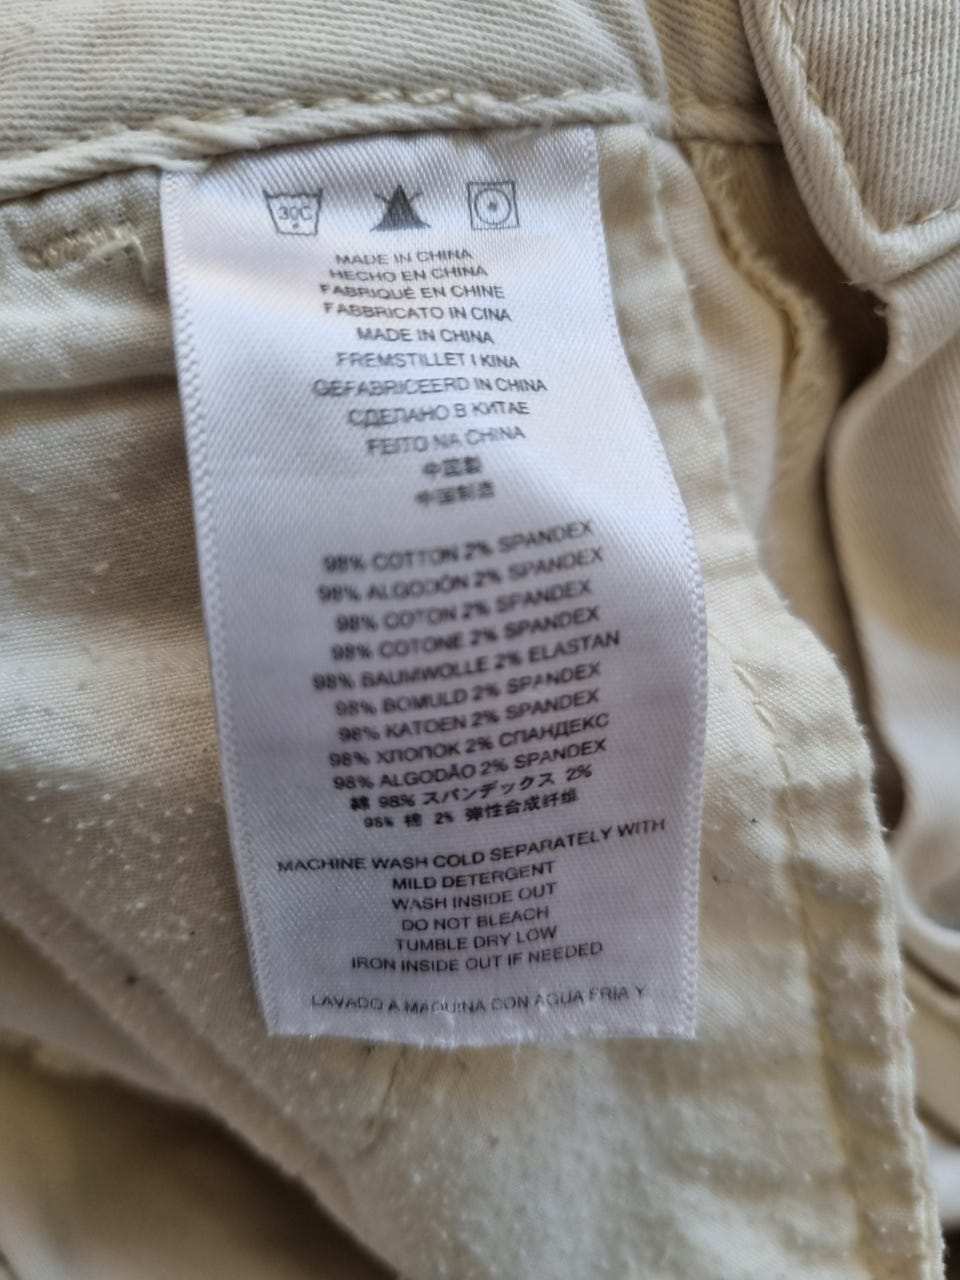 30C
MADE IN CHINA
HECHO EN CHINA
FABRIQUÉ EN CHINE
FABBRICATO IN CINA
MADE IN CHINA
FREMSTILLET I KINA
GEFABRICEERD IN CHINA
СДЕЛАНО В КИТАЕ
FEITO NA CHINA
中国製
中国制造
98% COTTON 2% SPANDEX
98% ALGODÓN 2% SPANDEX
98% COTON 2% SPANDEX
98% COTONE 2% SPANDEX
98% BAUMWOLLE 2% ELASTAN
98% BOMULD 2% SPANDEX
98% KATOEN 2% SPANDEX
98% ХЛОПОК 2% СПАНДЕКС
98% ALGODÃO 2% SPANDEX
綿 98% スパンデックス 2%
98% 棉 2% 弹性合成纤维
MACHINE WASH COLD SEPARATELY WITH
MILD DETERGENT
WASH INSIDE OUT
DO NOT BLEACH
TUMBLE DRY LOW
IRON INSIDE OUT IF NEEDED
LAVADO A MAQUINA CON AGUA FRIA Y